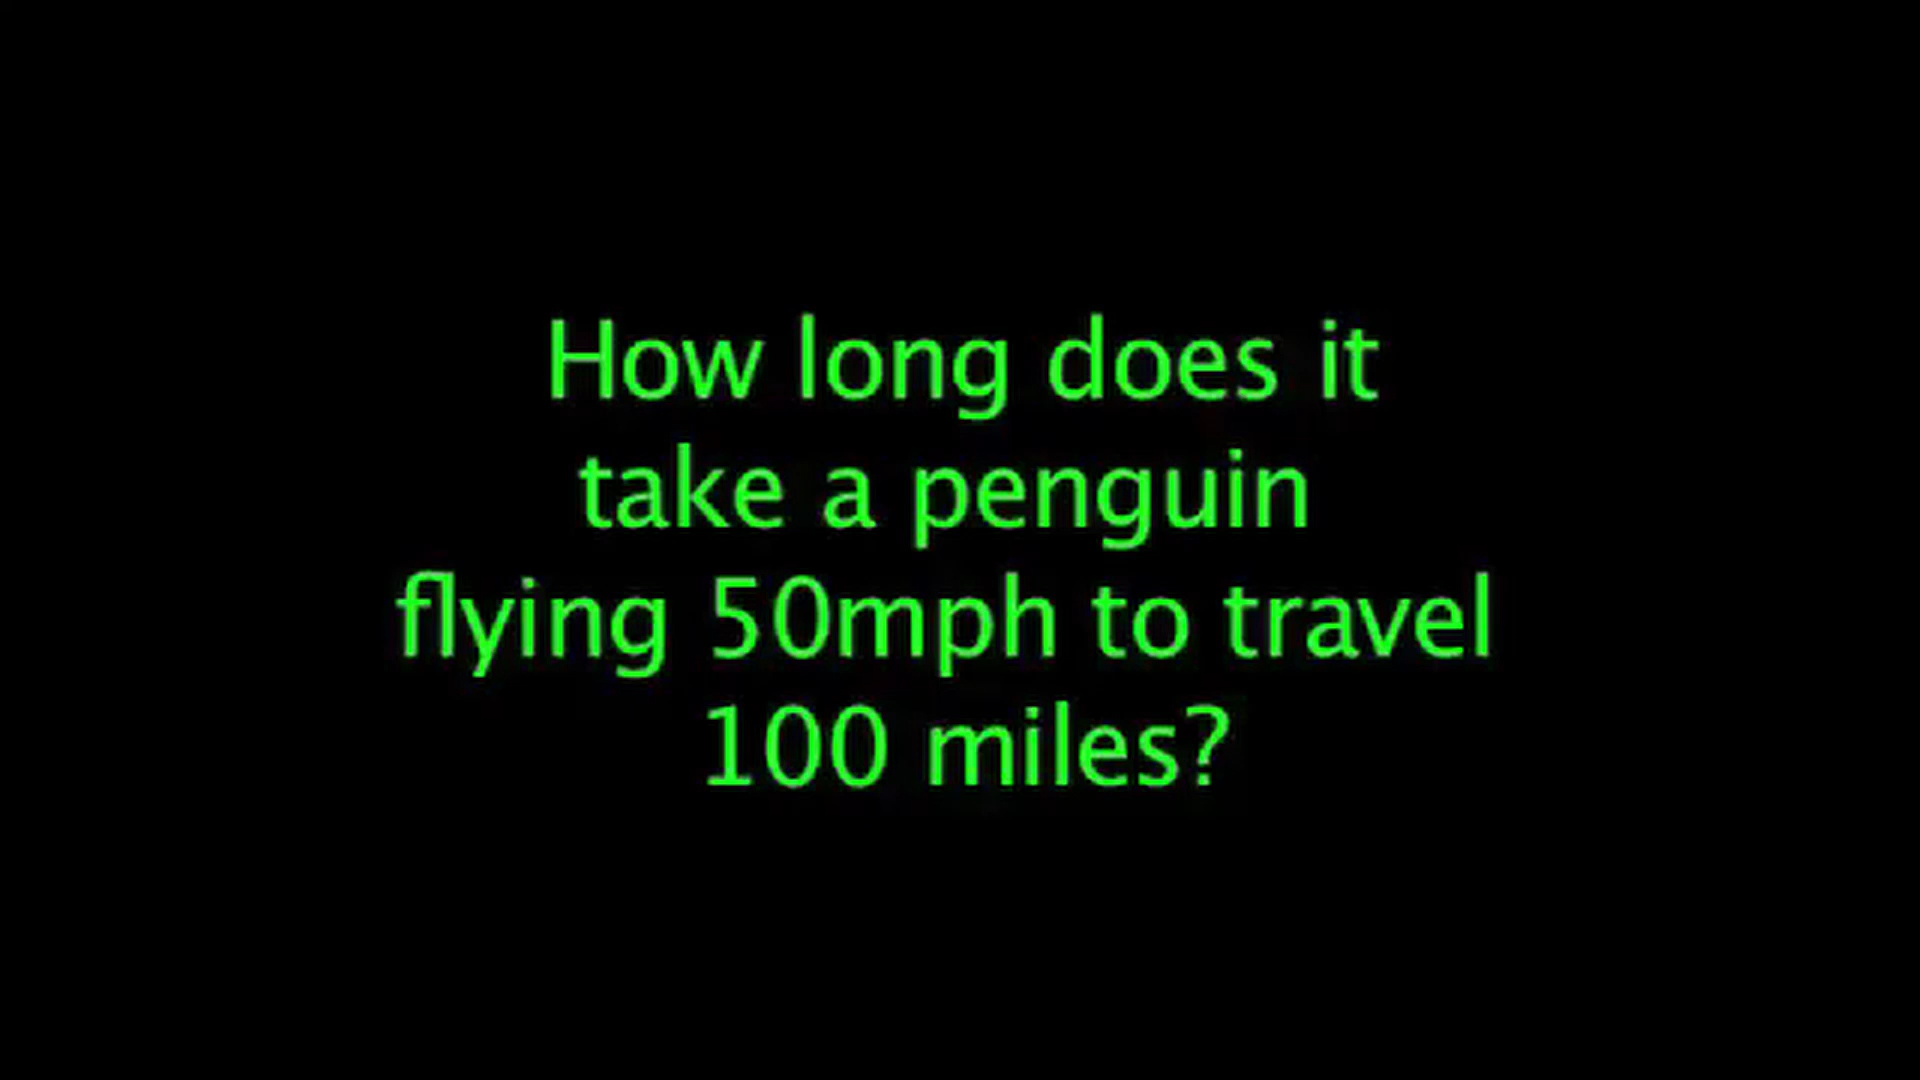 How long does it
take a penguin
flying 50mph to travel
100 miles?